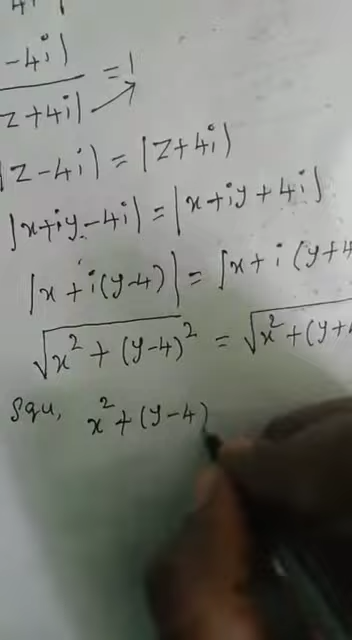 -4i|
z+4i| = 1
|z-4i| = |z+4i|
|x+iy-4i| = |x+iy+4i|
|x+i(y-4)| = |x+i(y+4
√x²+(y-4)² = √x²+(y+
Squ, x²+(y-4)